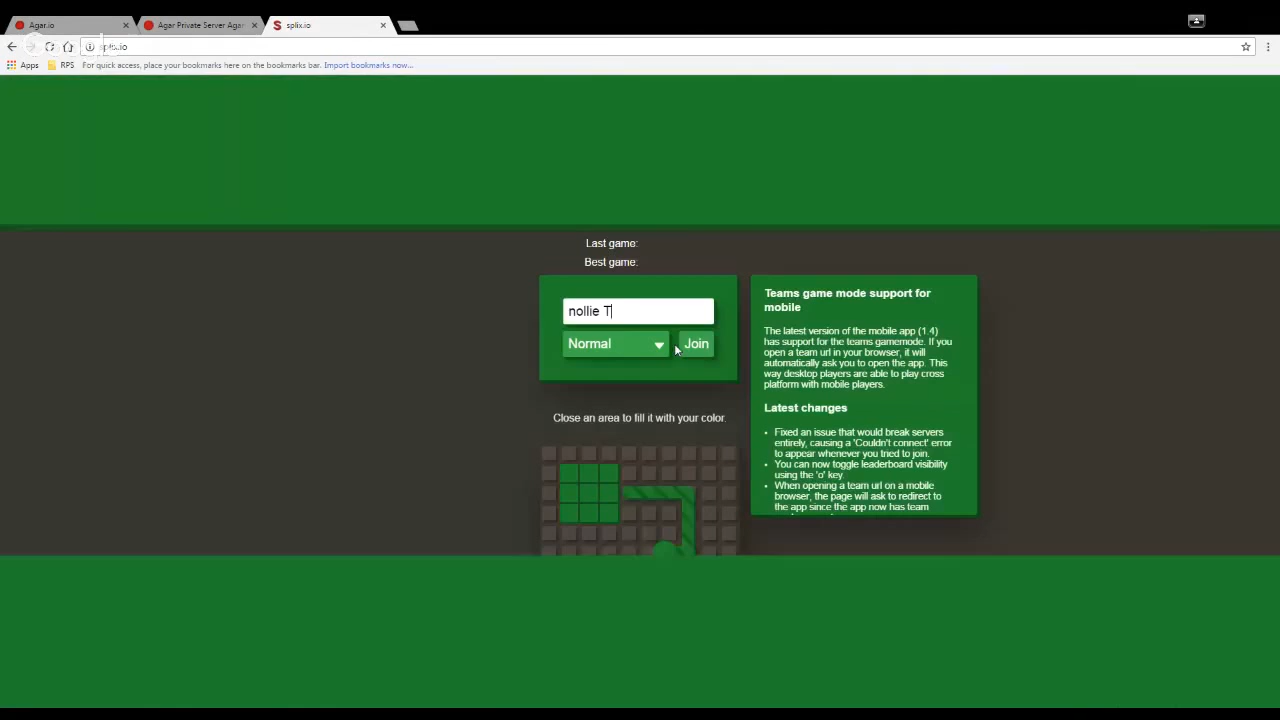 Agar.io
Agar Private Server Agar
splix.io
Apps
RPS
For quick access, place your bookmarks here on the bookmarks bar. Import bookmarks now...
Last game:
Best game:
nollie T
Normal
Join
Close an area to fill it with your color.
Teams game mode support for
mobile
The latest version of the mobile app (1.4)
has support for the teams gamemode. If you
open a team url in your browser, it will
automatically ask you to open the app. This
way desktop players are able to play cross
platform with mobile players.
Latest changes
• Fixed an issue that would break servers
entirely, causing a 'Couldn't connect' error
to appear whenever you tried to join.
• You can now toggle leaderboard visibility
using the 'o' key
• When opening a team url on a mobile
browser, the page will ask to redirect to
the app since the app now has team